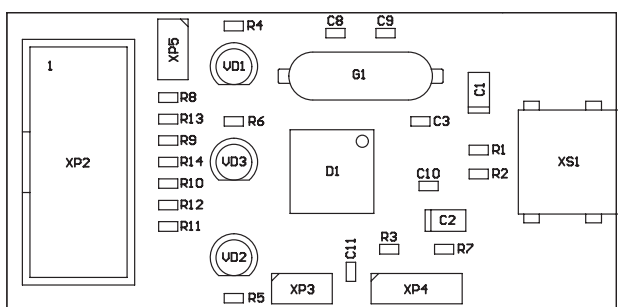 R4
C8
C9
XP5
1
VD1
G1
C1
R8
R13
R6
C3
R9
R14
XP2
VD3
D1
R1
R2
XS1
R10
C10
R12
R11
C2
VD2
C11
R3
R7
XP3
XP4
R5